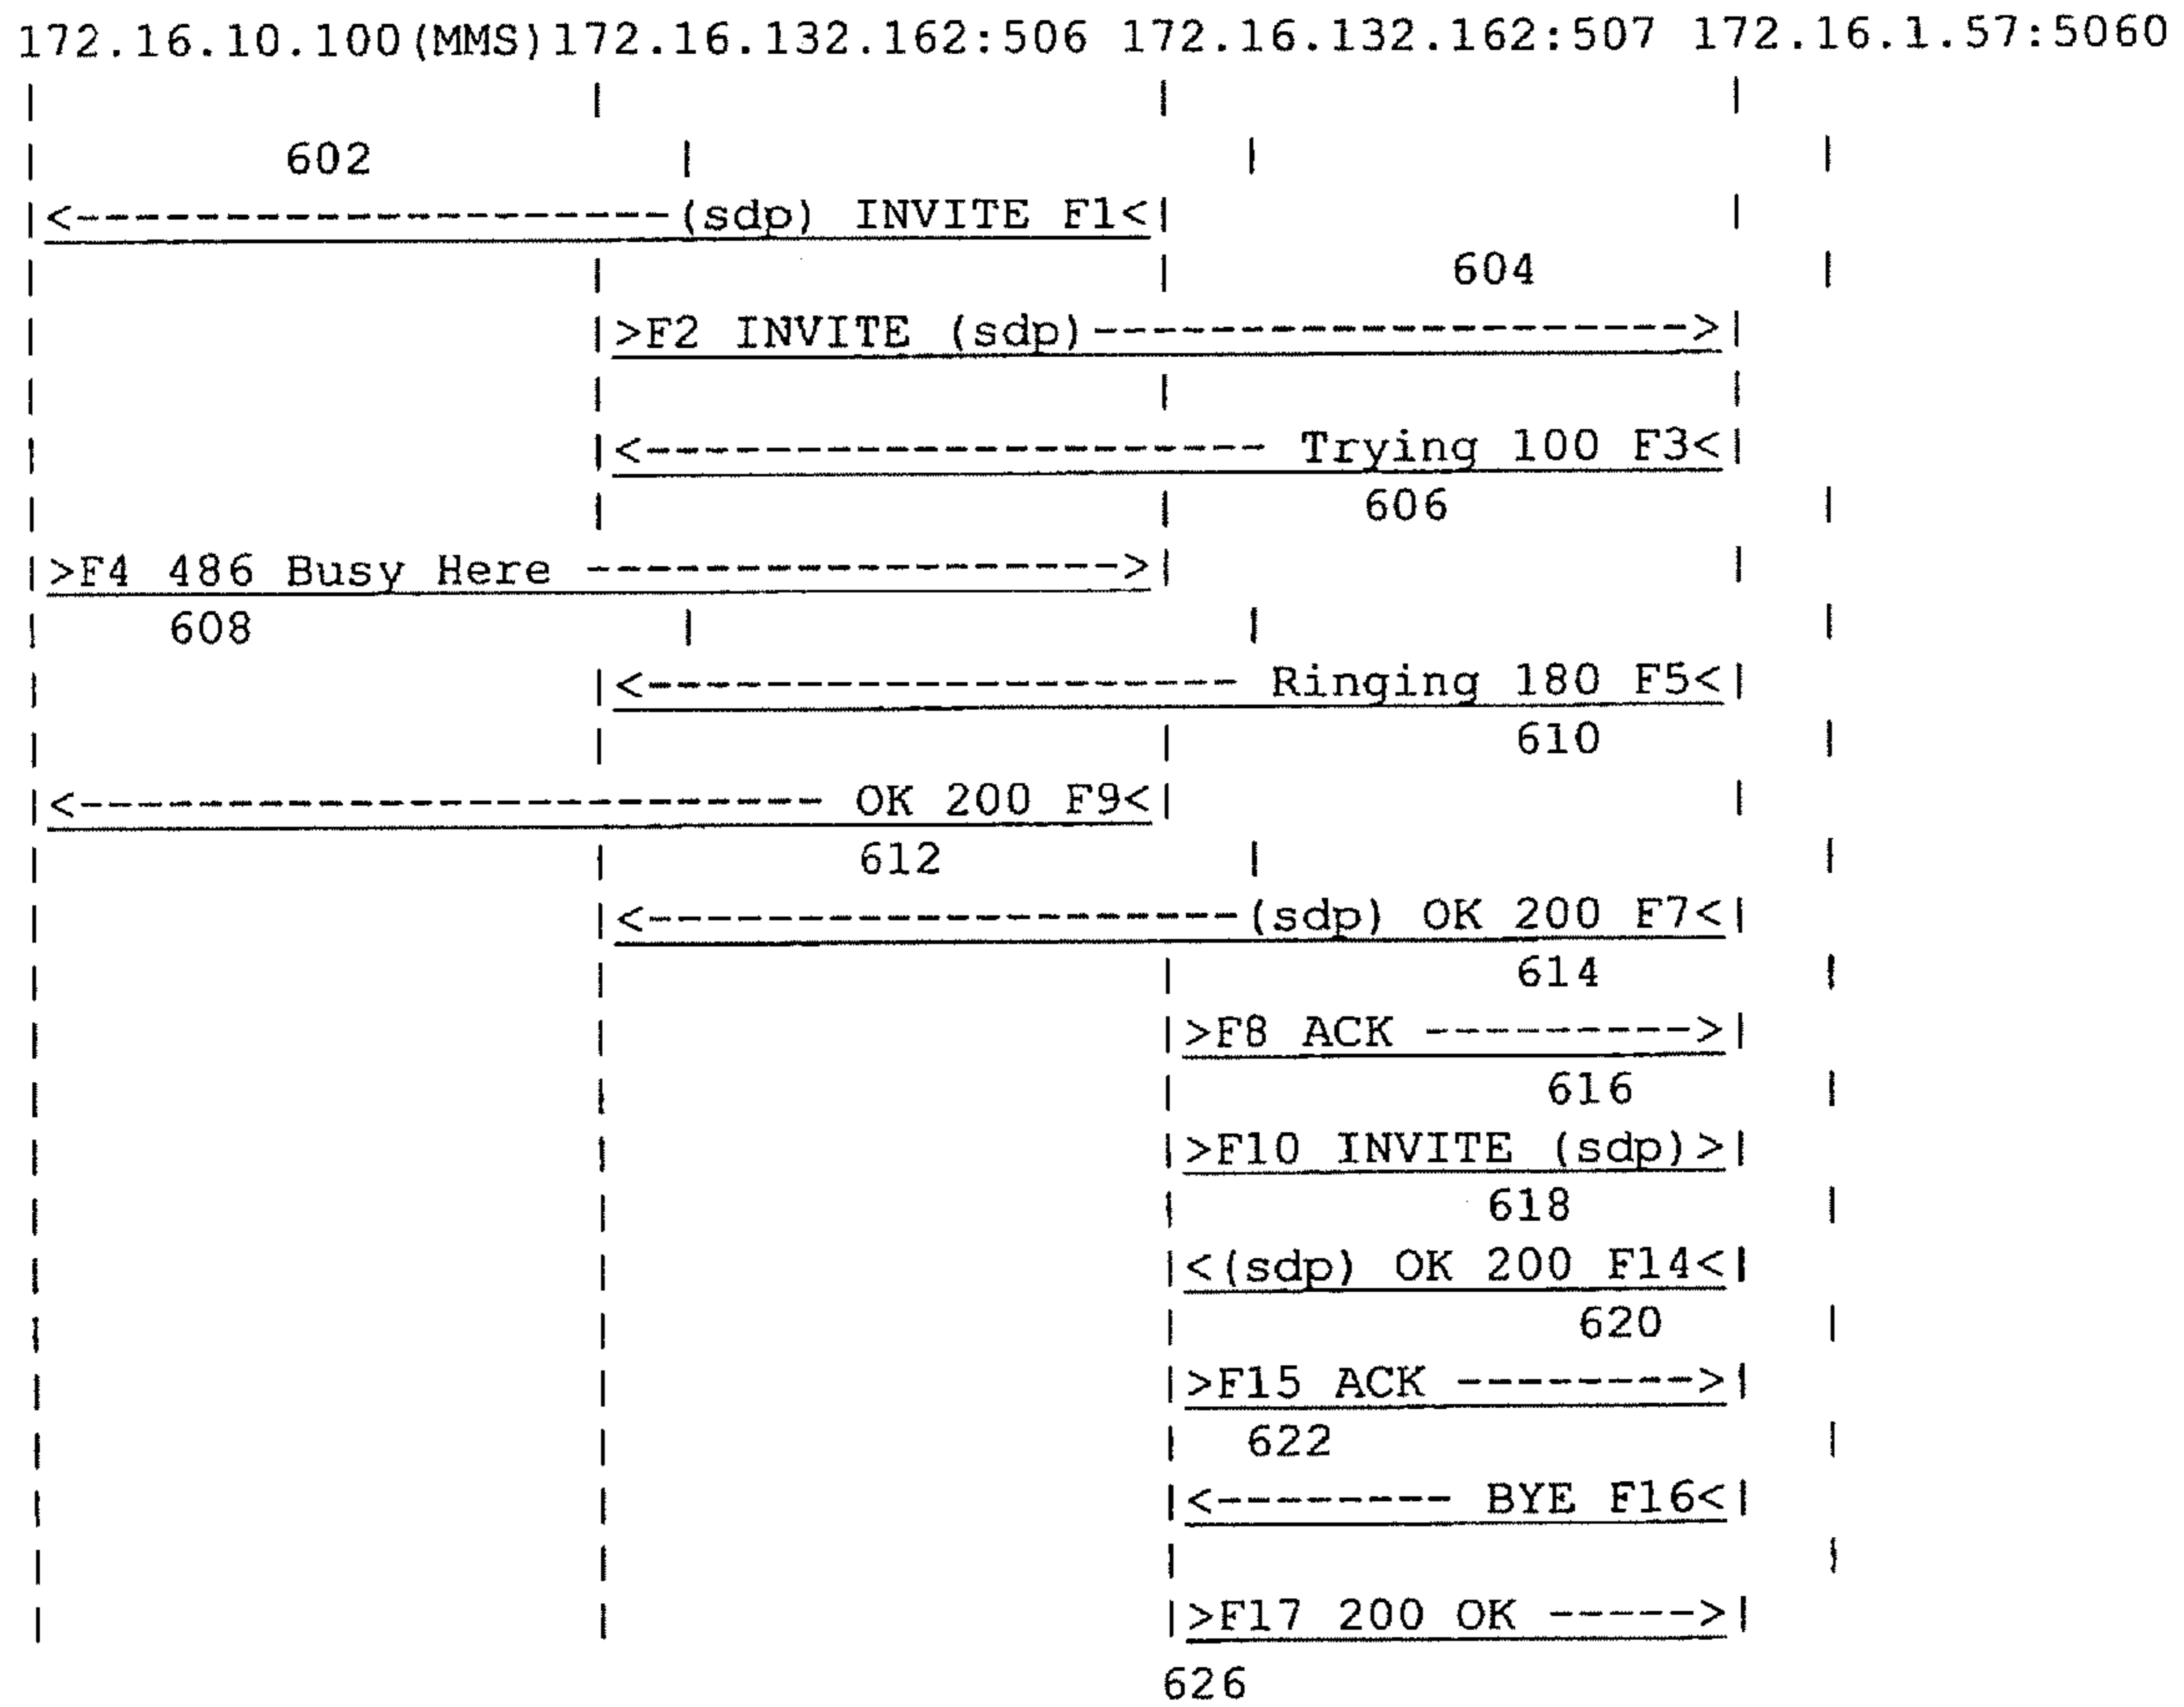 172.16.10.100(MMS)172.16.132.162:506 172.16.132.162:507 172.16.1.57:5060
602
<--------------------(sdp) INVITE F1<
604
>F2 INVITE (sdp)-------------------->
<--------------------- Trying 100 F3<
606
>F4 486 Busy Here ------------------>
608
<-------------------- Ringing 180 F5<
610
<------------------------- OK 200 F9<
612
<--------------------(sdp) OK 200 F7<
614
>F8 ACK --------->
616
>F10 INVITE (sdp)>
618
<(sdp) OK 200 F14<
620
>F15 ACK -------->
622
<-------- BYE F16<
>F17 200 OK ----->
626